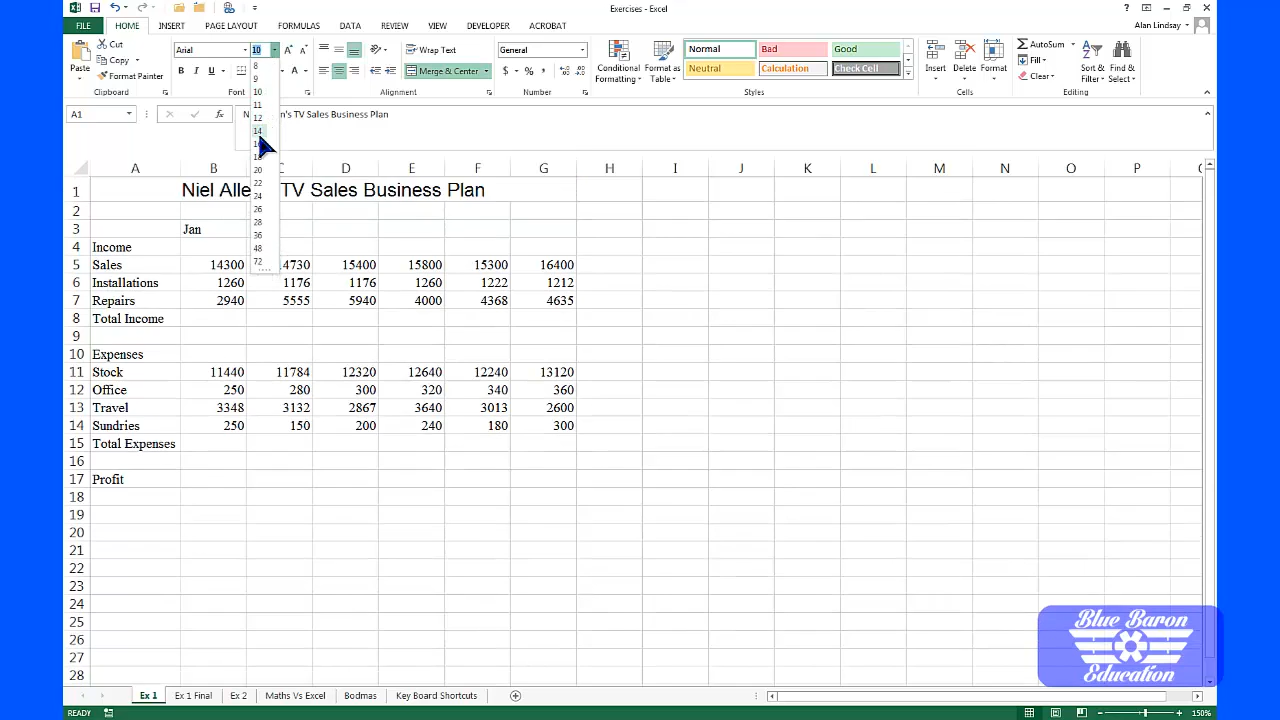 Exercises - Excel
FILE HOME INSERT PAGE LAYOUT FORMULAS DATA REVIEW VIEW DEVELOPER ACROBAT Alan Lindsay
Cut
Copy
Format Painter
Paste
Clipboard
Arial 10
B I U A
Font
Wrap Text
Merge & Center
Alignment
General
$ % ,
Number
Conditional Formatting
Format as Table
Normal Bad Good
Neutral Calculation Check Cell
Styles
Insert Delete Format
Cells
AutoSum
Fill
Clear
Sort & Filter
Find & Select
Editing
8
9
10
11
12
14
18
20
22
24
26
28
36
48
72
A1 fx TV Sales Business Plan
A B D E F G H I J K L M N O P
1 Niel Alle TV Sales Business Plan
2
3 Jan
4 Income
5 Sales 14300 4730 15400 15800 15300 16400
6 Installations 1260 1176 1176 1260 1222 1212
7 Repairs 2940 5555 5940 4000 4368 4635
8 Total Income
9
10 Expenses
11 Stock 11440 11784 12320 12640 12240 13120
12 Office 250 280 300 320 340 360
13 Travel 3348 3132 2867 3640 3013 2600
14 Sundries 250 150 200 240 180 300
15 Total Expenses
16
17 Profit
18
19
20
21
22
23
24
25
26
27
28
Blue Baron
Education
Ex 1 Ex 1 Final Ex 2 Maths Vs Excel Bodmas Key Board Shortcuts
READY 150%